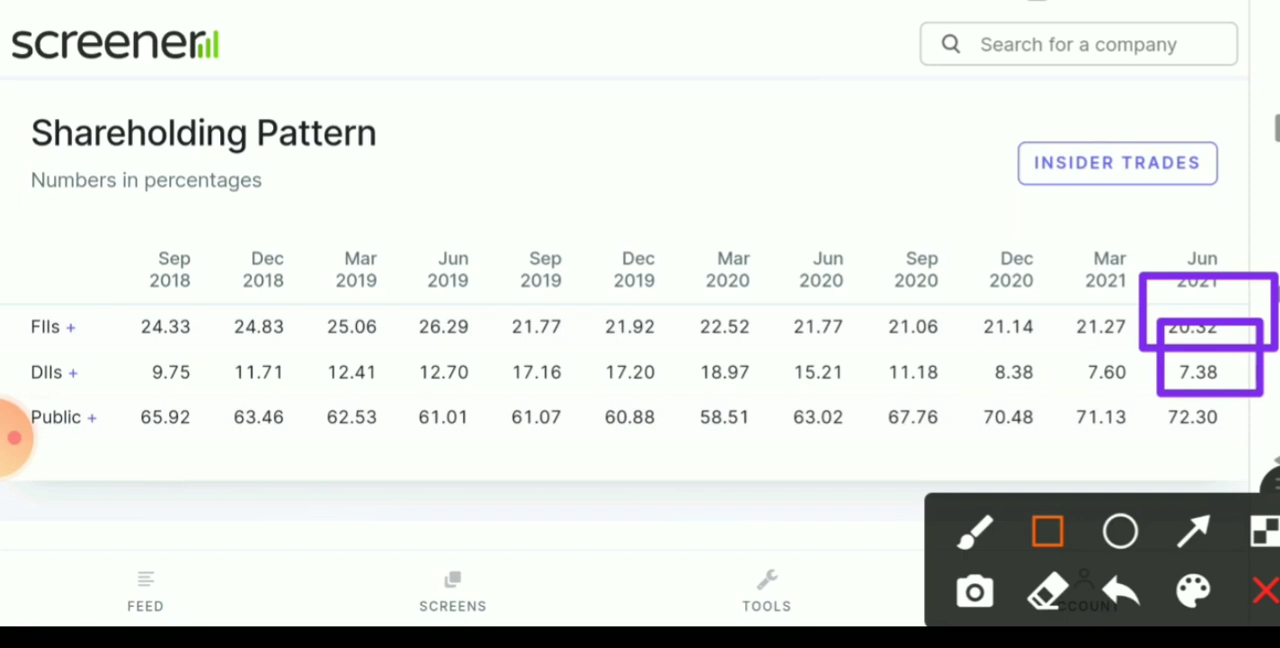 screener
Search for a company
Shareholding Pattern
Numbers in percentages
INSIDER TRADES
Sep 2018 Dec 2018 Mar 2019 Jun 2019 Sep 2019 Dec 2019 Mar 2020 Jun 2020 Sep 2020 Dec 2020 Mar 2021 Jun 2021
FIIs + 24.33 24.83 25.06 26.29 21.77 21.92 22.52 21.77 21.06 21.14 21.27 20.32
DIIs + 9.75 11.71 12.41 12.70 17.16 17.20 18.97 15.21 11.18 8.38 7.60 7.38
Public + 65.92 63.46 62.53 61.01 61.07 60.88 58.51 63.02 67.76 70.48 71.13 72.30
FEED SCREENS TOOLS ACCOUNT